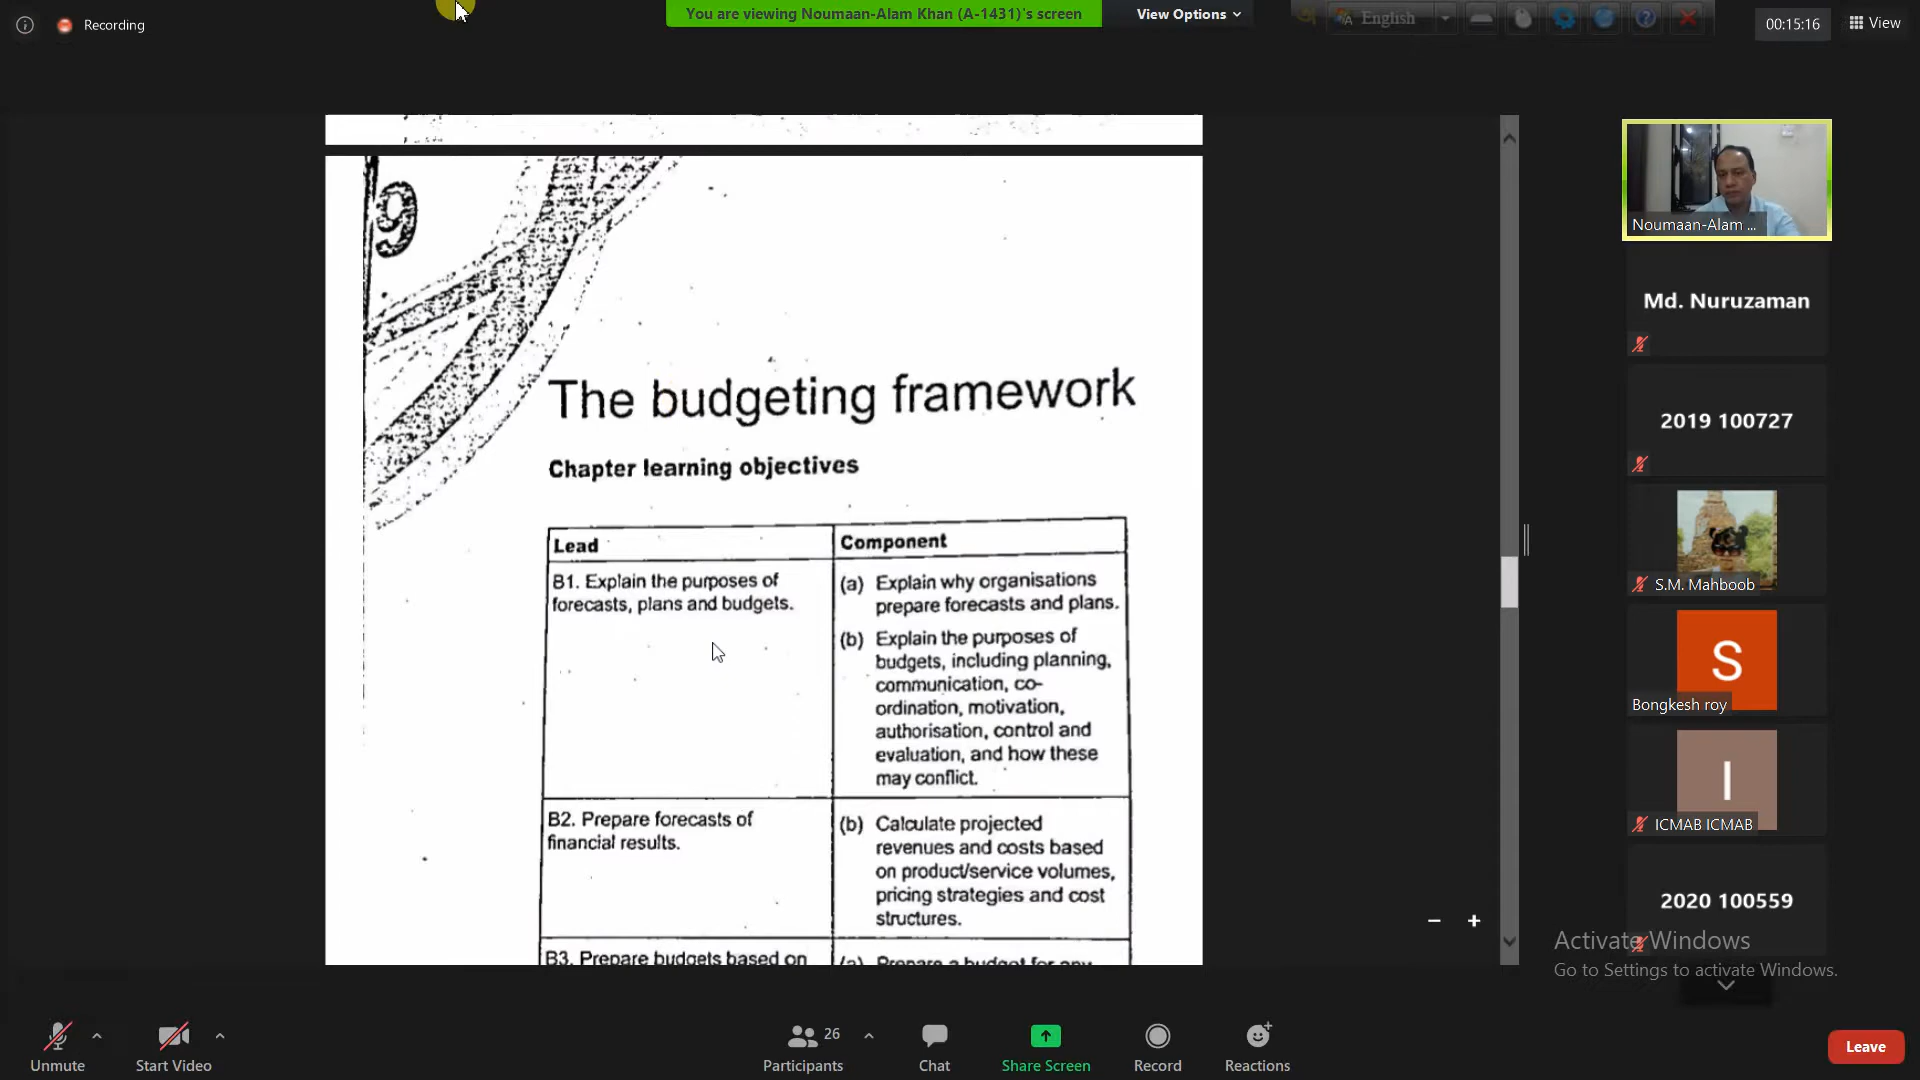 Recording
You are viewing Noumaan-Alam Khan (A-1431)'s screen
View Options
English
00:15:16
View
9
The budgeting framework
Chapter learning objectives
Lead
Component
B1. Explain the purposes of
forecasts, plans and budgets.
(a) Explain why organisations
prepare forecasts and plans.
(b) Explain the purposes of
budgets, including planning,
communication, co-
ordination, motivation,
authorisation, control and
evaluation, and how these
may conflict.
B2. Prepare forecasts of
financial results.
(b) Calculate projected
revenues and costs based
on product/service volumes,
pricing strategies and cost
structures.
B3. Prepare budgets based on
(a) Prepare a budget for any
Noumaan-Alam ...
Md. Nuruzaman
2019 100727
S.M. Mahboob
S
Bongkesh roy
I
ICMAB ICMAB
2020 100559
Activate Windows
Go to Settings to activate Windows.
Unmute
Start Video
26
Participants
Chat
Share Screen
Record
Reactions
Leave